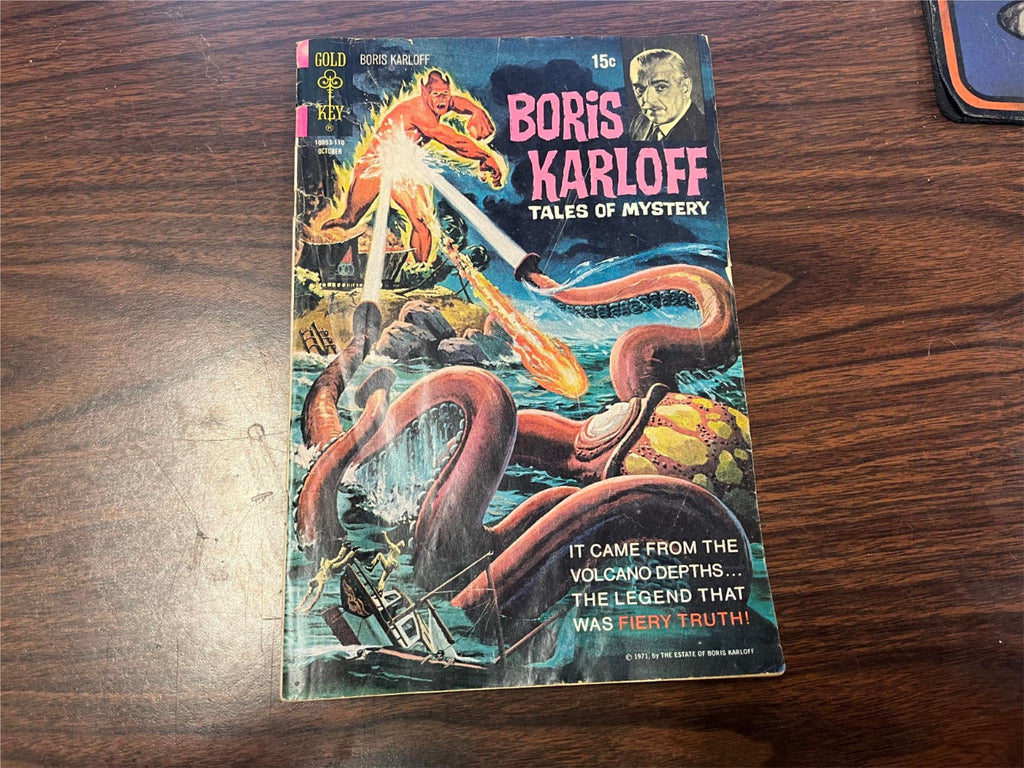 GOLD
KEY
®
BORIS KARLOFF
15c
10053-110
OCTOBER
BORIS
KARLOFF
TALES OF MYSTERY
IT CAME FROM THE
VOLCANO DEPTHS...
THE LEGEND THAT
WAS FIERY TRUTH!
© 1971, by THE ESTATE OF BORIS KARLOFF